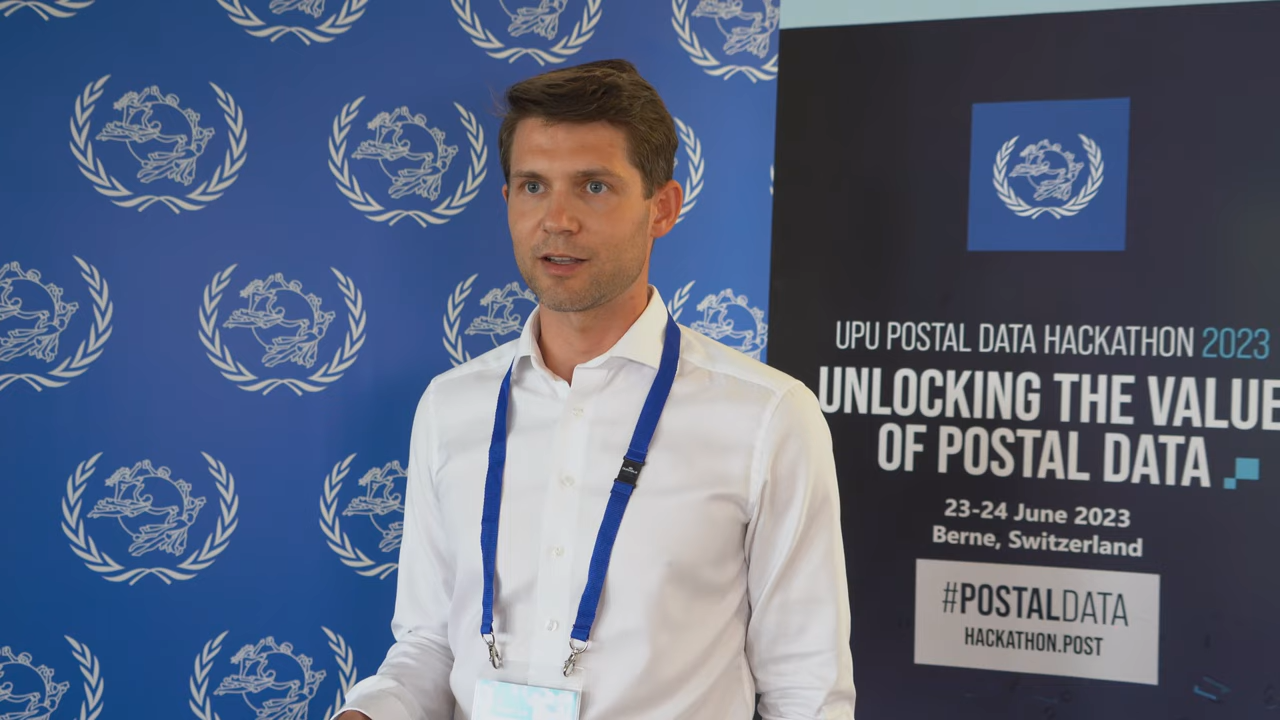 UPU POSTAL DATA HACKATHON 2023
UNLOCKING THE VALUE
OF POSTAL DATA
23-24 June 2023
Berne, Switzerland
#POSTALDATA
HACKATHON.POST